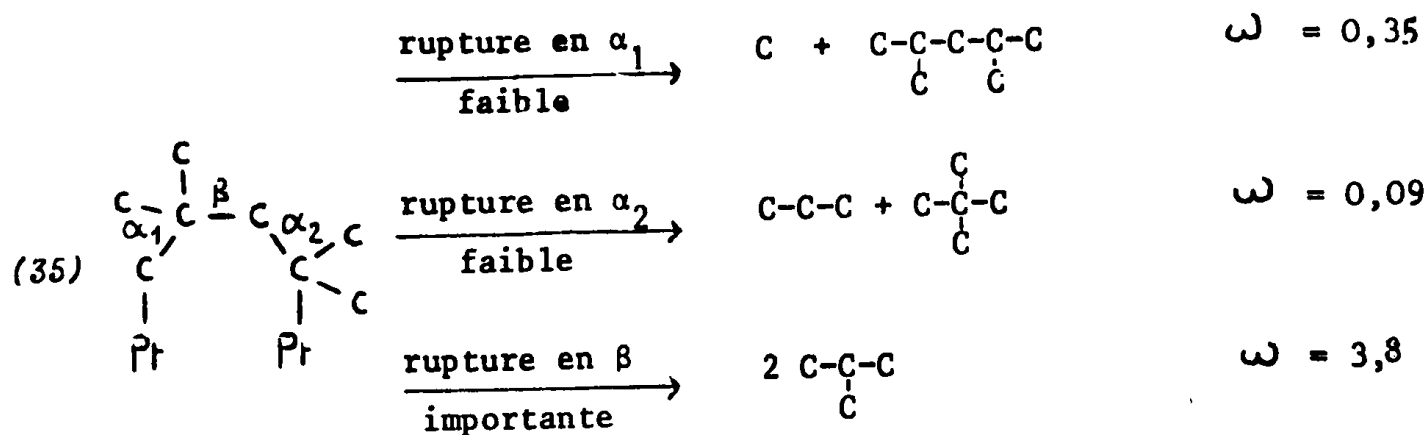 rupture en α1
faible
C + C-C-C-C-C
C C
ω = 0,35
C
C C β C C
α1 α2
(35) C C C
Pt Pt
rupture en α2
faible
C
C-C-C + C-C-C
C
ω = 0,09
rupture en β
importante
2 C-C-C
C
ω = 3,8